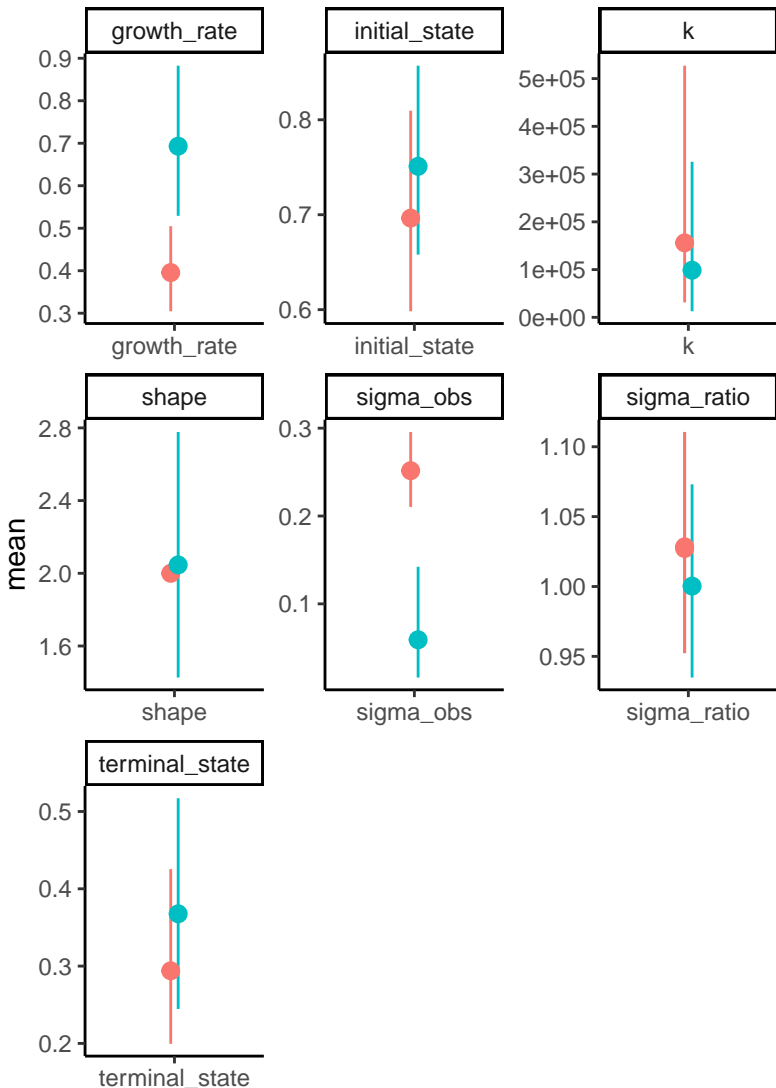 growth_rate
0.9
0.8
0.7
0.6
0.5
0.4
0.3
growth_rate
initial_state
0.8
0.7
0.6
initial_state
k
5e+05
4e+05
3e+05
2e+05
1e+05
0e+00
k
mean
shape
2.8
2.4
2.0
1.6
shape
sigma_obs
0.3
0.2
0.1
sigma_obs
sigma_ratio
1.10
1.05
1.00
0.95
sigma_ratio
terminal_state
0.5
0.4
0.3
0.2
terminal_state